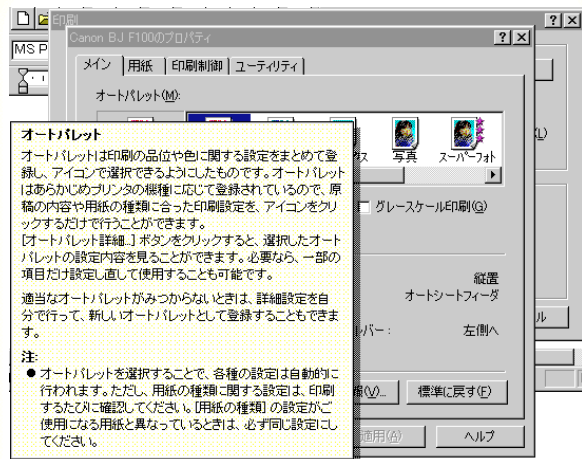 印刷
Canon BJ F100のプロパティ
MS P
メイン 用紙 印刷制御 ユーティリティ
オートパレット(M):
写真 スーパーフォト
グレースケール印刷(G)
縦置
オートシートフィーダ
レバー: 左側へ
標準に戻す(F)
適用(A) ヘルプ
オートパレット
オートパレットは印刷の品位や色に関する設定をまとめて登
録し、アイコンで選択できるようにしたものです。オートパレット
はあらかじめプリンタの機種に応じて登録されているので、原
稿の内容や用紙の種類に合った印刷設定を、アイコンをクリ
ックするだけで行うことができます。
[オートパレット詳細...] ボタンをクリックすると、選択したオート
パレットの設定内容を見ることができます。必要なら、一部の
項目だけ設定し直して使用することも可能です。
適当なオートパレットがみつからないときは、詳細設定を自
分で行って、新しいオートパレットとして登録することもできま
す。
注:
● オートパレットを選択することで、各種の設定は自動的に
行われます。ただし、用紙の種類に関する設定は、印刷
するたびに確認してください。[用紙の種類] の設定がご
使用になる用紙と異なっているときは、必ず同じ設定にし
てください。